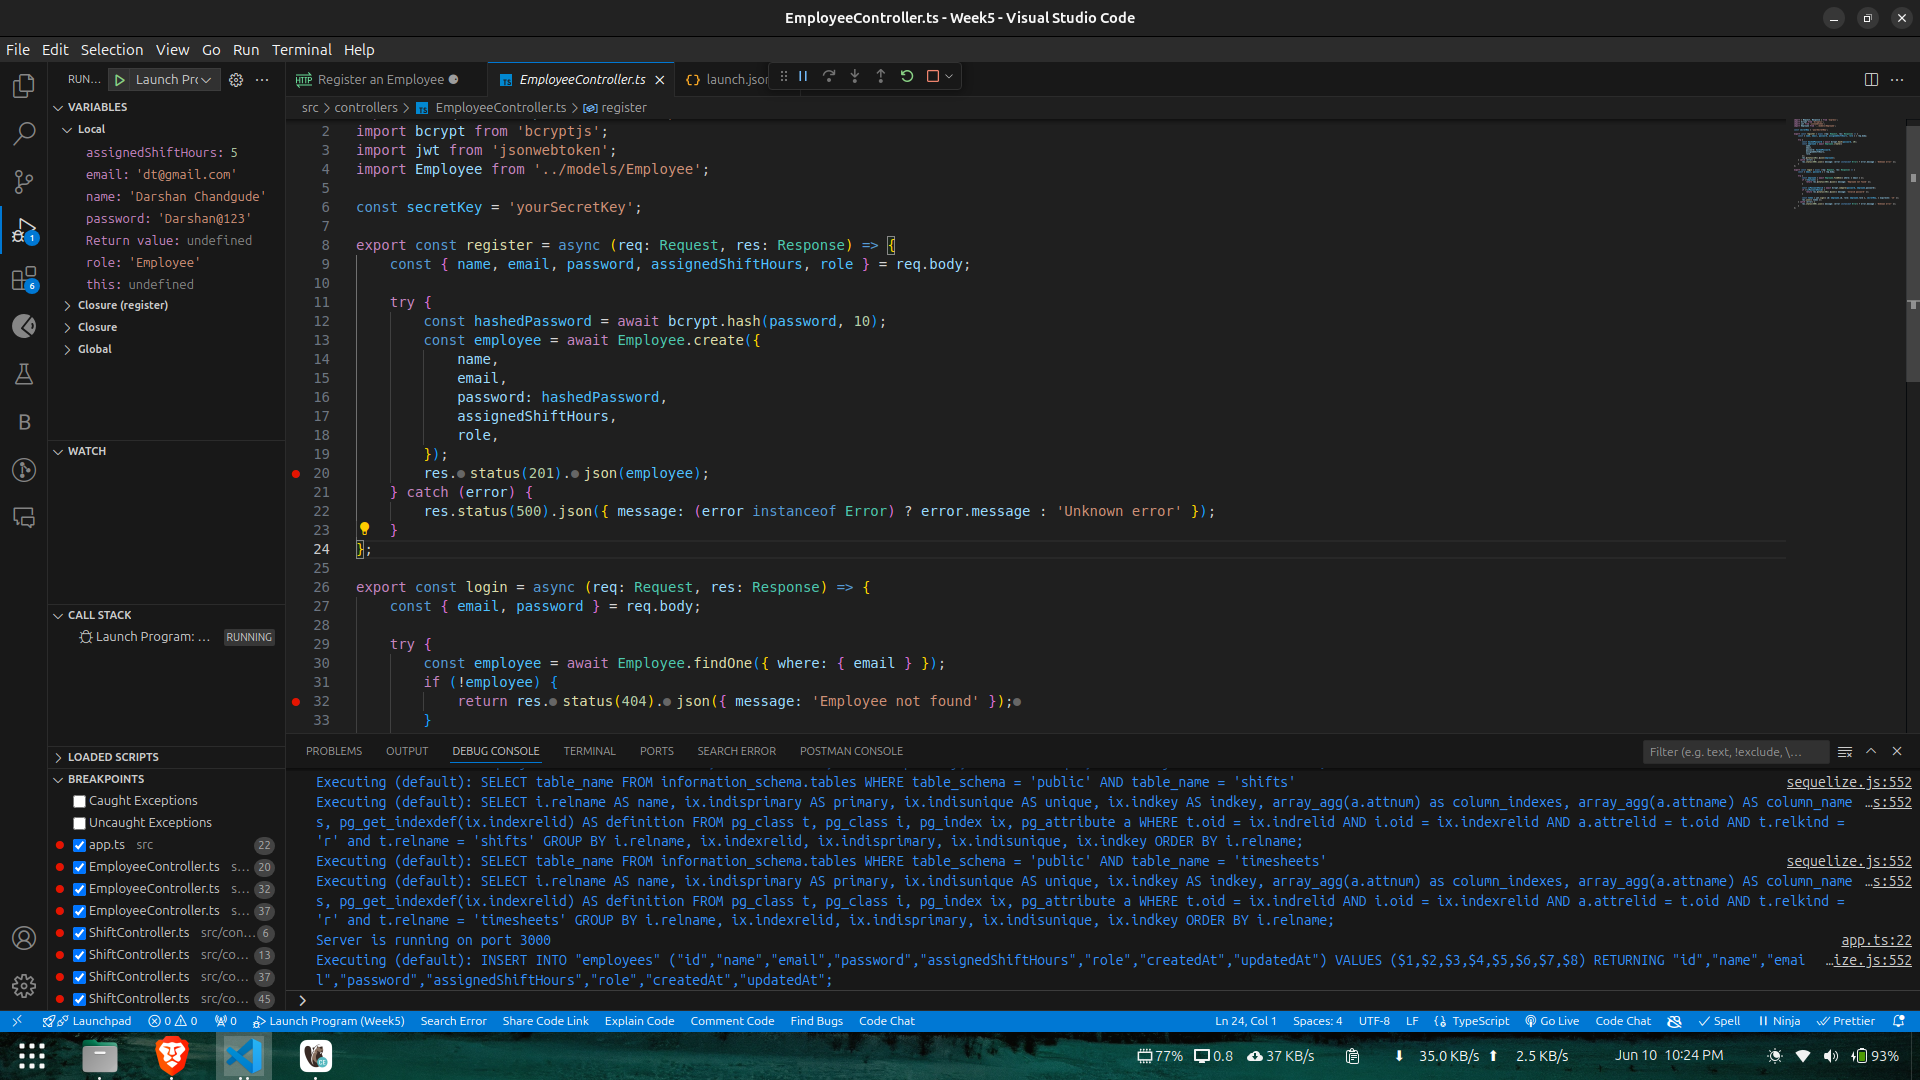 EmployeeController.ts - Week5 - Visual Studio Code
File Edit Selection View Go Run Terminal Help
RUN... Launch Prc
Register an Employee
EmployeeController.ts
launch.json
VARIABLES
src > controllers > EmployeeController.ts > register
Local
assignedShiftHours: 5
email: 'dt@gmail.com'
name: 'Darshan Chandgude'
password: 'Darshan@123'
Return value: undefined
role: 'Employee'
this: undefined
Closure (register)
Closure
Global
WATCH
CALL STACK
Launch Program: ... RUNNING
LOADED SCRIPTS
BREAKPOINTS
Caught Exceptions
Uncaught Exceptions
app.ts src 22
EmployeeController.ts s... 20
EmployeeController.ts s... 32
EmployeeController.ts s... 37
ShiftController.ts src/con... 6
ShiftController.ts src/co... 13
ShiftController.ts src/co... 37
ShiftController.ts src/co... 45
2 import bcrypt from 'bcryptjs';
3 import jwt from 'jsonwebtoken';
4 import Employee from '../models/Employee';
5
6 const secretKey = 'yourSecretKey';
7
8 export const register = async (req: Request, res: Response) => {
9 const { name, email, password, assignedShiftHours, role } = req.body;
10
11 try {
12 const hashedPassword = await bcrypt.hash(password, 10);
13 const employee = await Employee.create({
14 name,
15 email,
16 password: hashedPassword,
17 assignedShiftHours,
18 role,
19 });
20 res.status(201).json(employee);
21 } catch (error) {
22 res.status(500).json({ message: (error instanceof Error) ? error.message : 'Unknown error' });
23 }
24 };
25
26 export const login = async (req: Request, res: Response) => {
27 const { email, password } = req.body;
28
29 try {
30 const employee = await Employee.findOne({ where: { email } });
31 if (!employee) {
32 return res.status(404).json({ message: 'Employee not found' });
33 }
PROBLEMS OUTPUT DEBUG CONSOLE TERMINAL PORTS SEARCH ERROR POSTMAN CONSOLE
Filter (e.g. text, !exclude, \...
Executing (default): SELECT table_name FROM information_schema.tables WHERE table_schema = 'public' AND table_name = 'shifts' sequelize.js:552
Executing (default): SELECT i.relname AS name, ix.indisprimary AS primary, ix.indisunique AS unique, ix.indkey AS indkey, array_agg(a.attnum) as column_indexes, array_agg(a.attname) AS column_name …s:552
s, pg_get_indexdef(ix.indexrelid) AS definition FROM pg_class t, pg_class i, pg_index ix, pg_attribute a WHERE t.oid = ix.indrelid AND i.oid = ix.indexrelid AND a.attrelid = t.oid AND t.relkind =
'r' and t.relname = 'shifts' GROUP BY i.relname, ix.indexrelid, ix.indisprimary, ix.indisunique, ix.indkey ORDER BY i.relname;
Executing (default): SELECT table_name FROM information_schema.tables WHERE table_schema = 'public' AND table_name = 'timesheets' sequelize.js:552
Executing (default): SELECT i.relname AS name, ix.indisprimary AS primary, ix.indisunique AS unique, ix.indkey AS indkey, array_agg(a.attnum) as column_indexes, array_agg(a.attname) AS column_name …s:552
s, pg_get_indexdef(ix.indexrelid) AS definition FROM pg_class t, pg_class i, pg_index ix, pg_attribute a WHERE t.oid = ix.indrelid AND i.oid = ix.indexrelid AND a.attrelid = t.oid AND t.relkind =
'r' and t.relname = 'timesheets' GROUP BY i.relname, ix.indexrelid, ix.indisprimary, ix.indisunique, ix.indkey ORDER BY i.relname;
Server is running on port 3000 app.ts:22
Executing (default): INSERT INTO "employees" ("id","name","email","password","assignedShiftHours","role","createdAt","updatedAt") VALUES ($1,$2,$3,$4,$5,$6,$7,$8) RETURNING "id","name","emai …ize.js:552
l","password","assignedShiftHours","role","createdAt","updatedAt";
Launchpad 0 0 0 Launch Program (Week5) Search Error Share Code Link Explain Code Comment Code Find Bugs Code Chat Ln 24, Col 1 Spaces: 4 UTF-8 LF TypeScript Go Live Code Chat Spell Ninja Prettier
77% 0.8 37 KB/s 35.0 KB/s 2.5 KB/s Jun 10 10:24 PM 93%